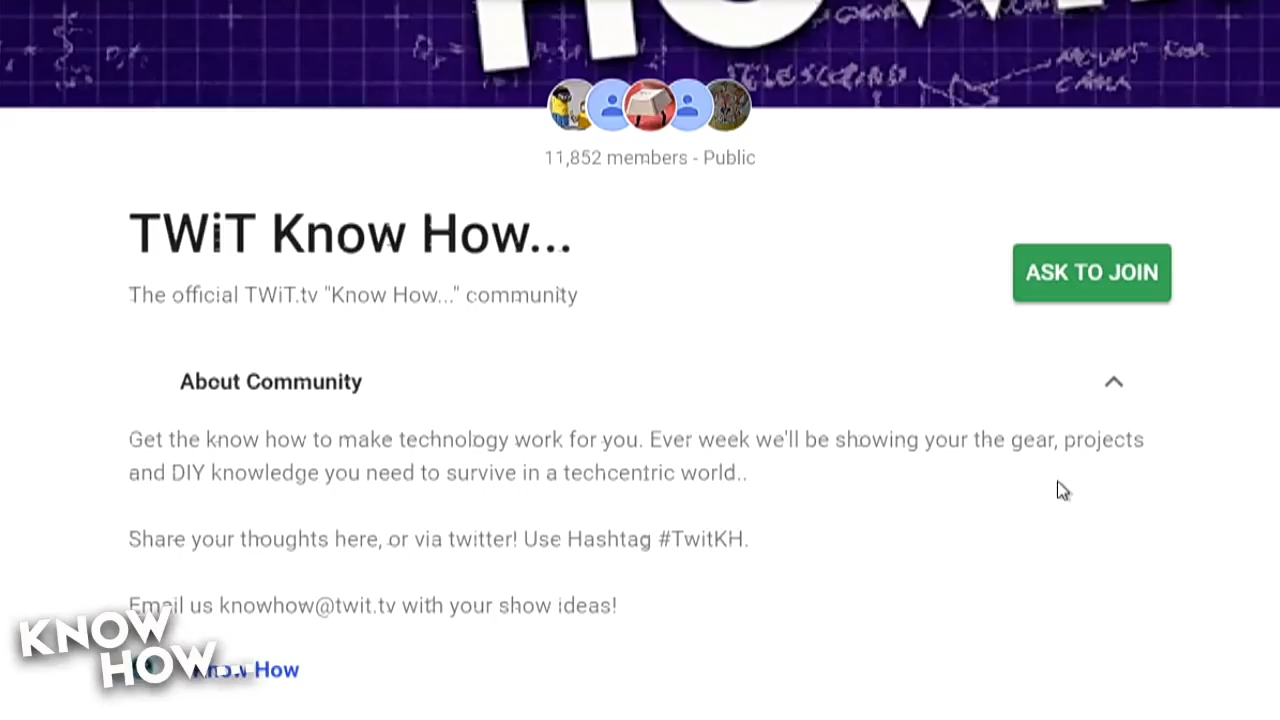 11,852 members - Public
TWiT Know How...
The official TWiT.tv "Know How..." community
ASK TO JOIN
About Community
Get the know how to make technology work for you. Ever week we'll be showing your the gear, projects
and DIY knowledge you need to survive in a techcentric world..
Share your thoughts here, or via twitter! Use Hashtag #TwitKH.
Email us knowhow@twit.tv with your show ideas!
Know How
KNOW
HOW...